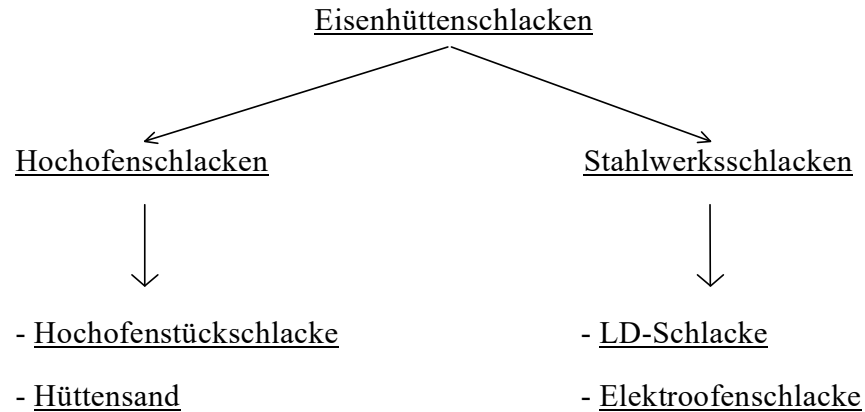 Eisenhüttenschlacken
Hochofenschlacken
Stahlwerksschlacken
- Hochofenstückschlacke
- Hüttensand
- LD-Schlacke
- Elektroofenschlacke